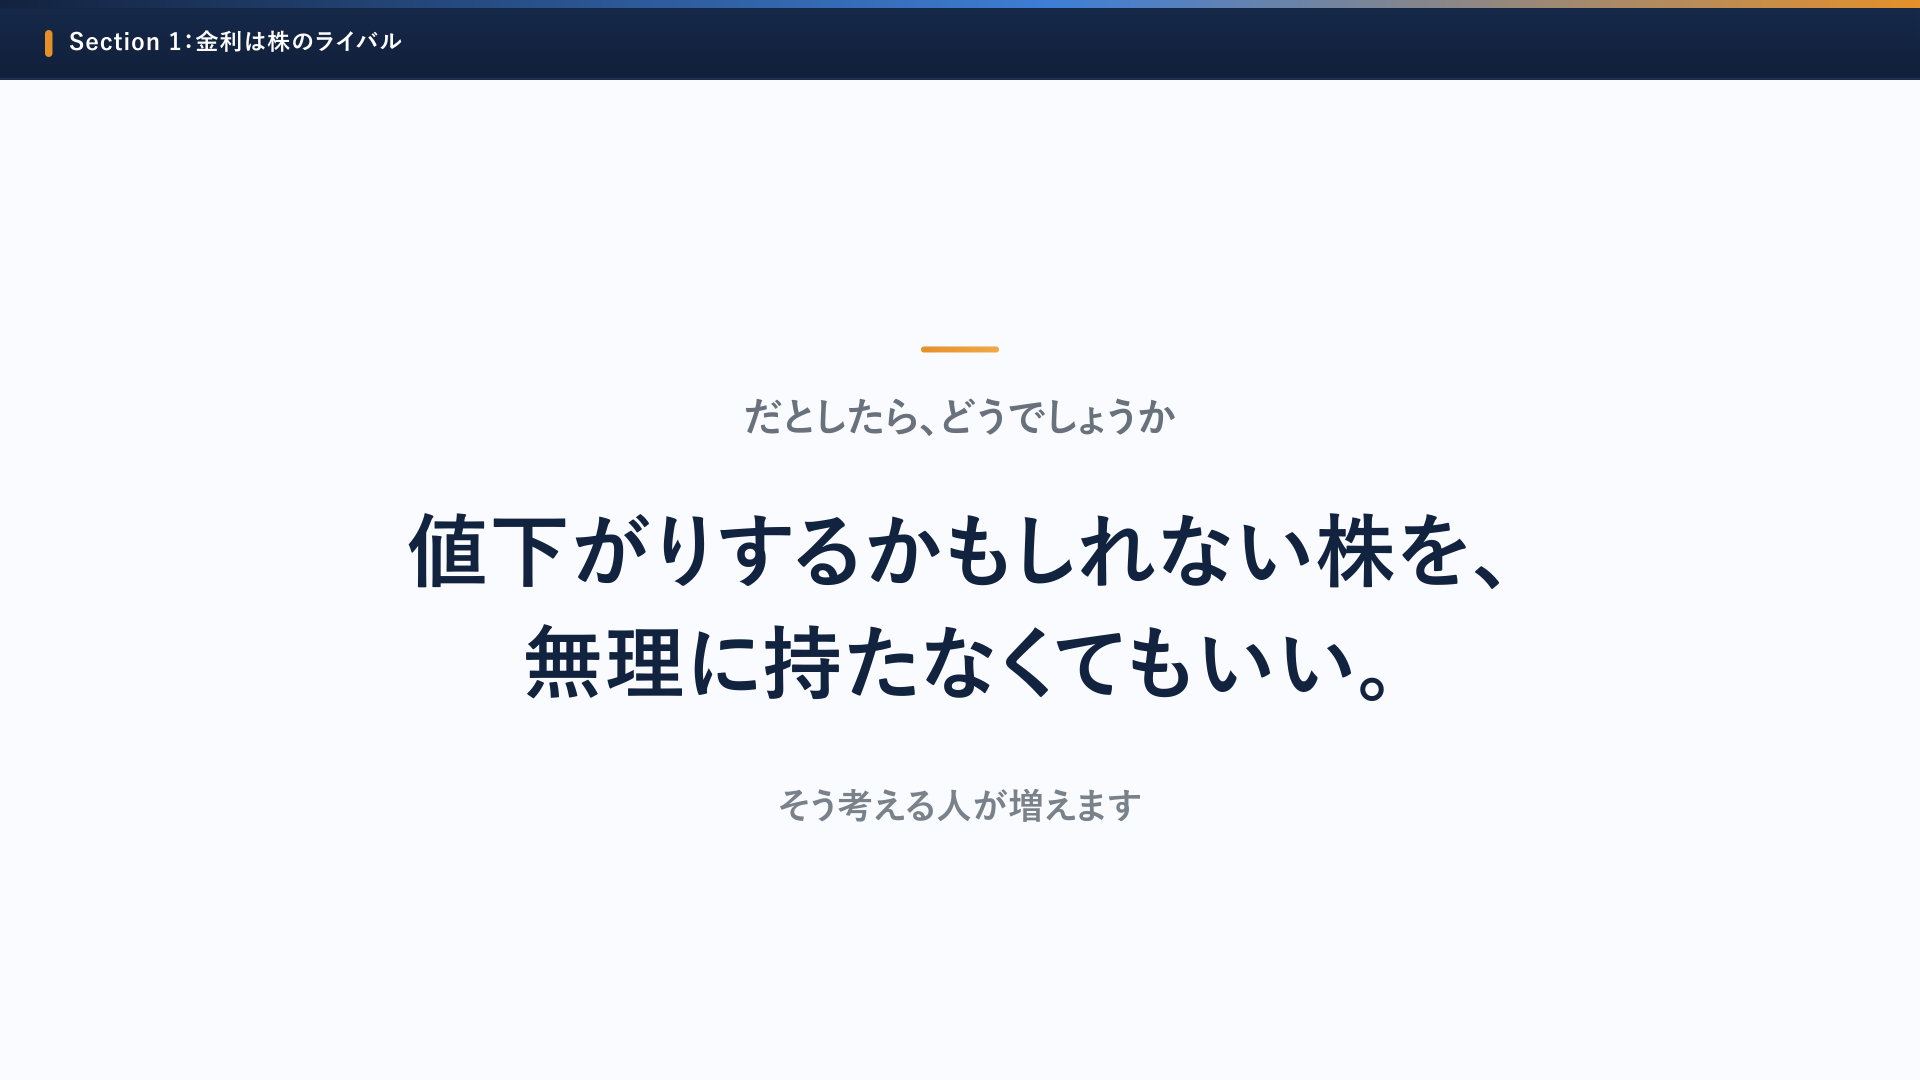 Section 1：金利は株のライバル
だとしたら、どうでしょうか
値下がりするかもしれない株を、
無理に持たなくてもいい。
そう考える人が増えます